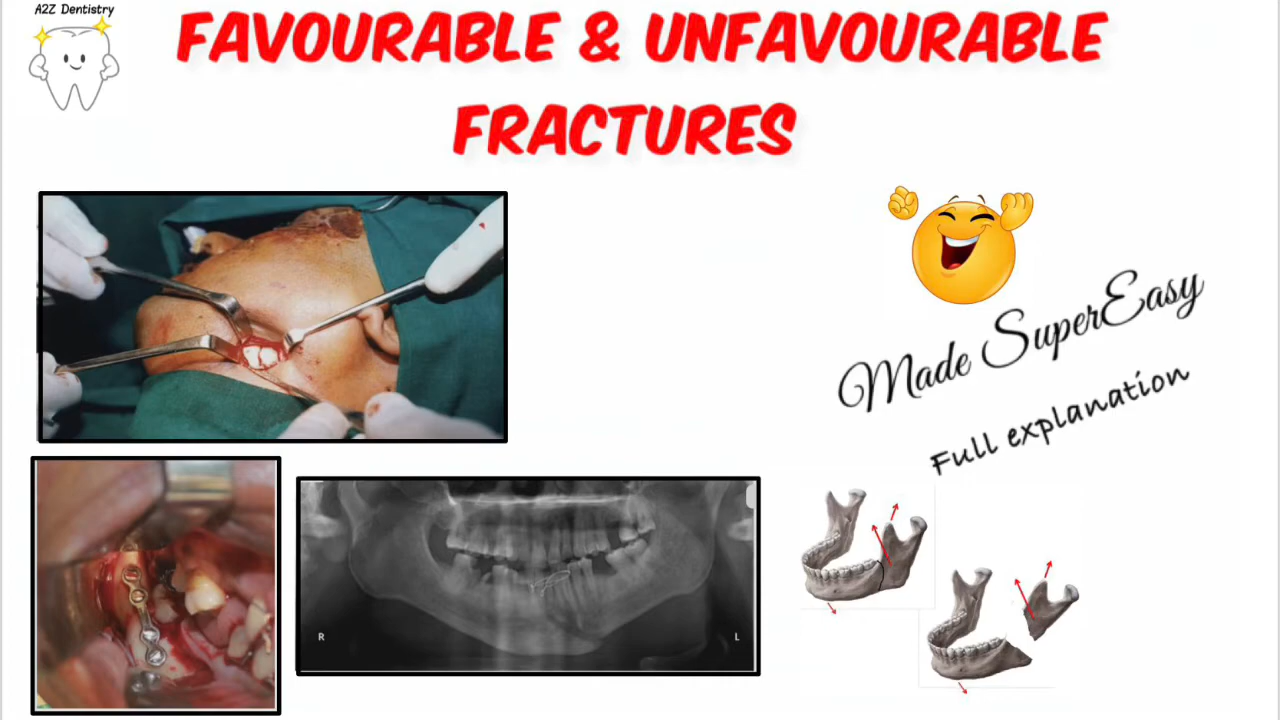 A2Z Dentistry
FAVOURABLE & UNFAVOURABLE
FRACTURES
Made SuperEasy
Full explanation
R
L